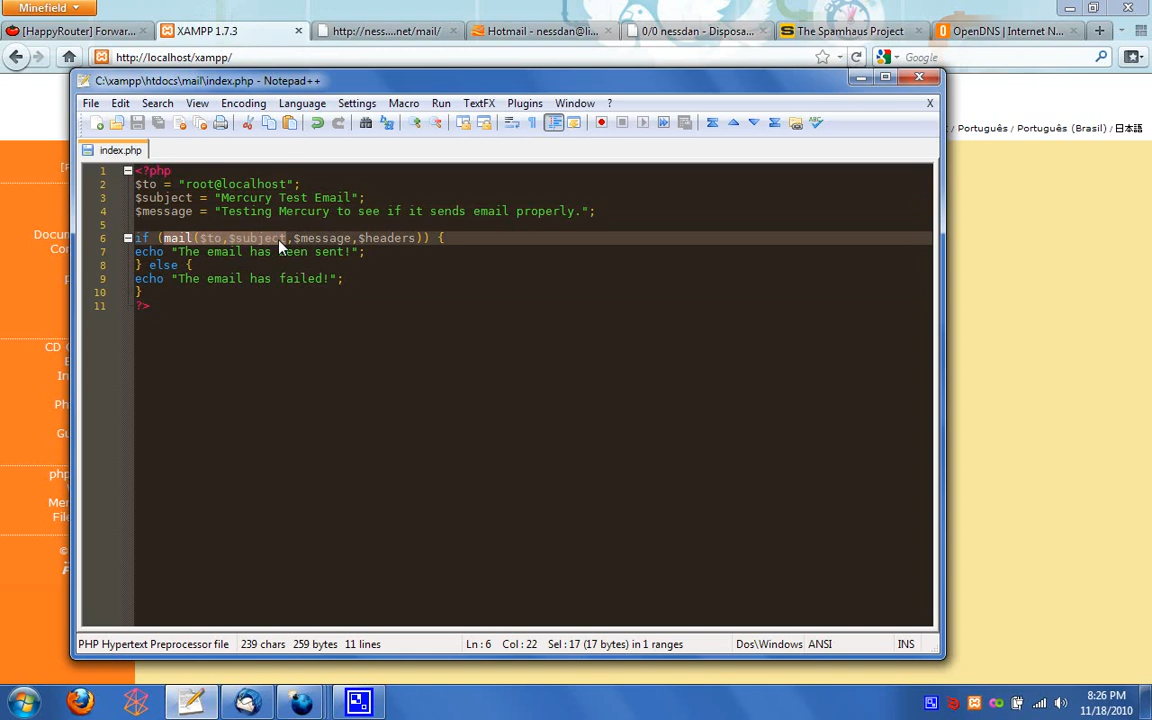 Minefield
[HappyRouter] Forwar...
XAMPP 1.7.3
http://ness....net/mail/
Hotmail - nessdan@li...
0/0 nessdan - Disposa...
The Spamhaus Project
OpenDNS | Internet N...
http://localhost/xampp/
Google
C:\xampp\htdocs\mail\index.php - Notepad++
File Edit Search View Encoding Language Settings Macro Run TextFX Plugins Window ? X
/ Português / Português (Brasil) / 日本語
index.php
1 <?php
2 $to = "root@localhost";
3 $subject = "Mercury Test Email";
4 $message = "Testing Mercury to see if it sends email properly.";
5
6 if (mail($to,$subject,$message,$headers)) {
7 echo "The email has been sent!";
8 } else {
9 echo "The email has failed!";
10 }
11 ?>
[
Docum
Co
CD
In
Ph
Gu
php
Me
File
©
PHP Hypertext Preprocessor file 239 chars 259 bytes 11 lines Ln : 6 Col : 22 Sel : 17 (17 bytes) in 1 ranges Dos\Windows ANSI INS
8:26 PM
11/18/2010